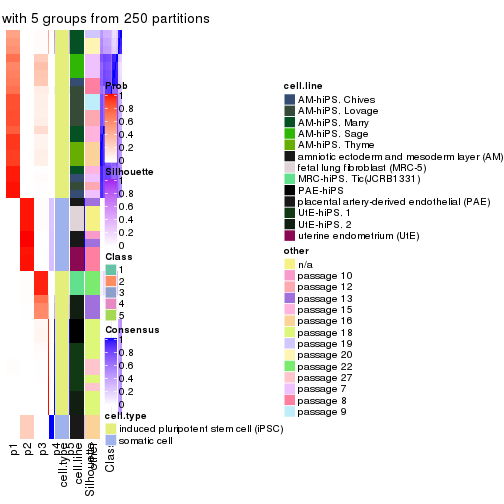 with 5 groups from 250 partitions
Prob
1
0.8
0.6
0.4
0.2
0
Silhouette
1
0.8
0.6
0.4
0.2
0
Class
1
2
3
4
5
Consensus
1
0.8
0.6
0.4
0.2
0
cell.type
induced pluripotent stem cell (iPSC)
somatic cell
cell.line
AM-hiPS. Chives
AM-hiPS. Lovage
AM-hiPS. Marry
AM-hiPS. Sage
AM-hiPS. Thyme
amniotic ectoderm and mesoderm layer (AM)
fetal lung fibroblast (MRC-5)
MRC-hiPS. Tic(JCRB1331)
PAE-hiPS
placental artery-derived endothelial (PAE)
UtE-hiPS. 1
UtE-hiPS. 2
uterine endometrium (UtE)
other
n/a
passage 10
passage 12
passage 13
passage 15
passage 16
passage 18
passage 19
passage 20
passage 22
passage 27
passage 7
passage 8
passage 9
p1
p2
p3
p4
cell.type
p5
cell.line
Silhouette
other
Class